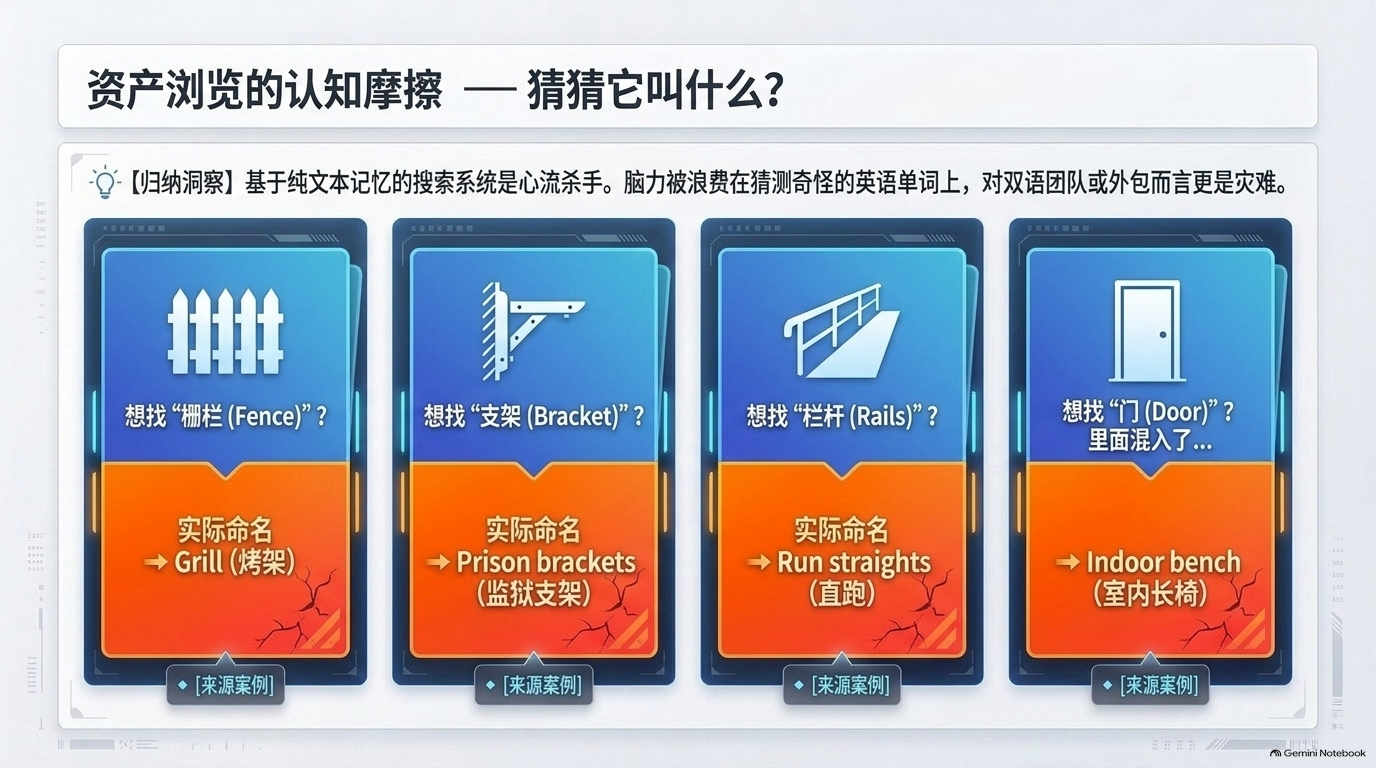 资产浏览的认知摩擦 — 猜猜它叫什么？
【归纳洞察】基于纯文本记忆的搜索系统是心流杀手。脑力被浪费在猜测奇怪的英语单词上，对双语团队或外包而言更是灾难。
想找“栅栏 (Fence)”？
实际命名
→ Grill (烤架)
[来源案例]
想找“支架 (Bracket)”？
实际命名
→ Prison brackets
(监狱支架)
[来源案例]
想找“栏杆 (Rails)”？
实际命名
→ Run straights
(直跑)
[来源案例]
想找“门 (Door)”？
里面混入了...
→ Indoor bench
(室内长椅)
[来源案例]
Gemini Notebook